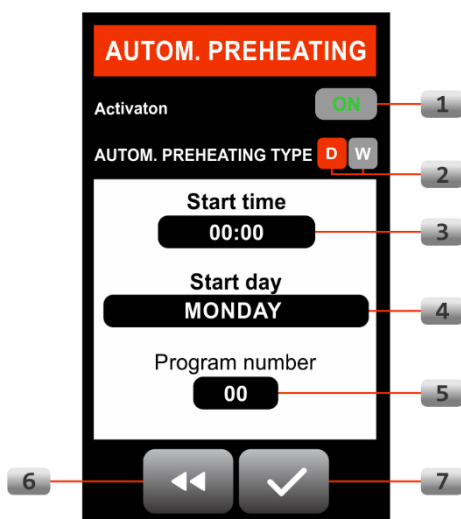 AUTOM. PREHEATING
Activaton ON 1
AUTOM. PREHEATING TYPE D W
2
Start time
00:00 3
Start day
MONDAY 4
Program number
00 5
6 7